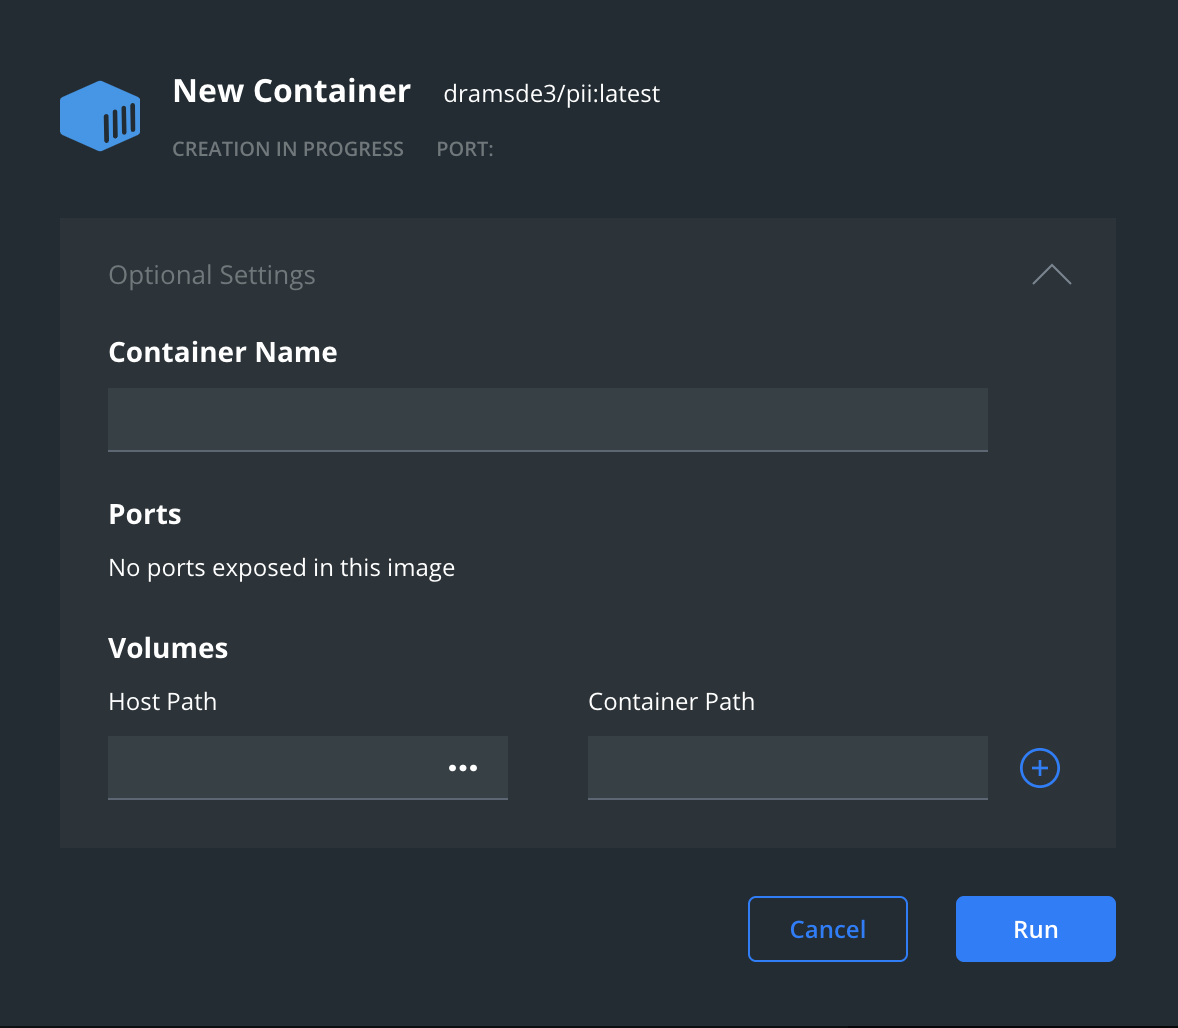 New Container dramsde3/pii:latest
CREATION IN PROGRESS PORT:
Optional Settings
Container Name
Ports
No ports exposed in this image
Volumes
Host Path Container Path
Cancel Run